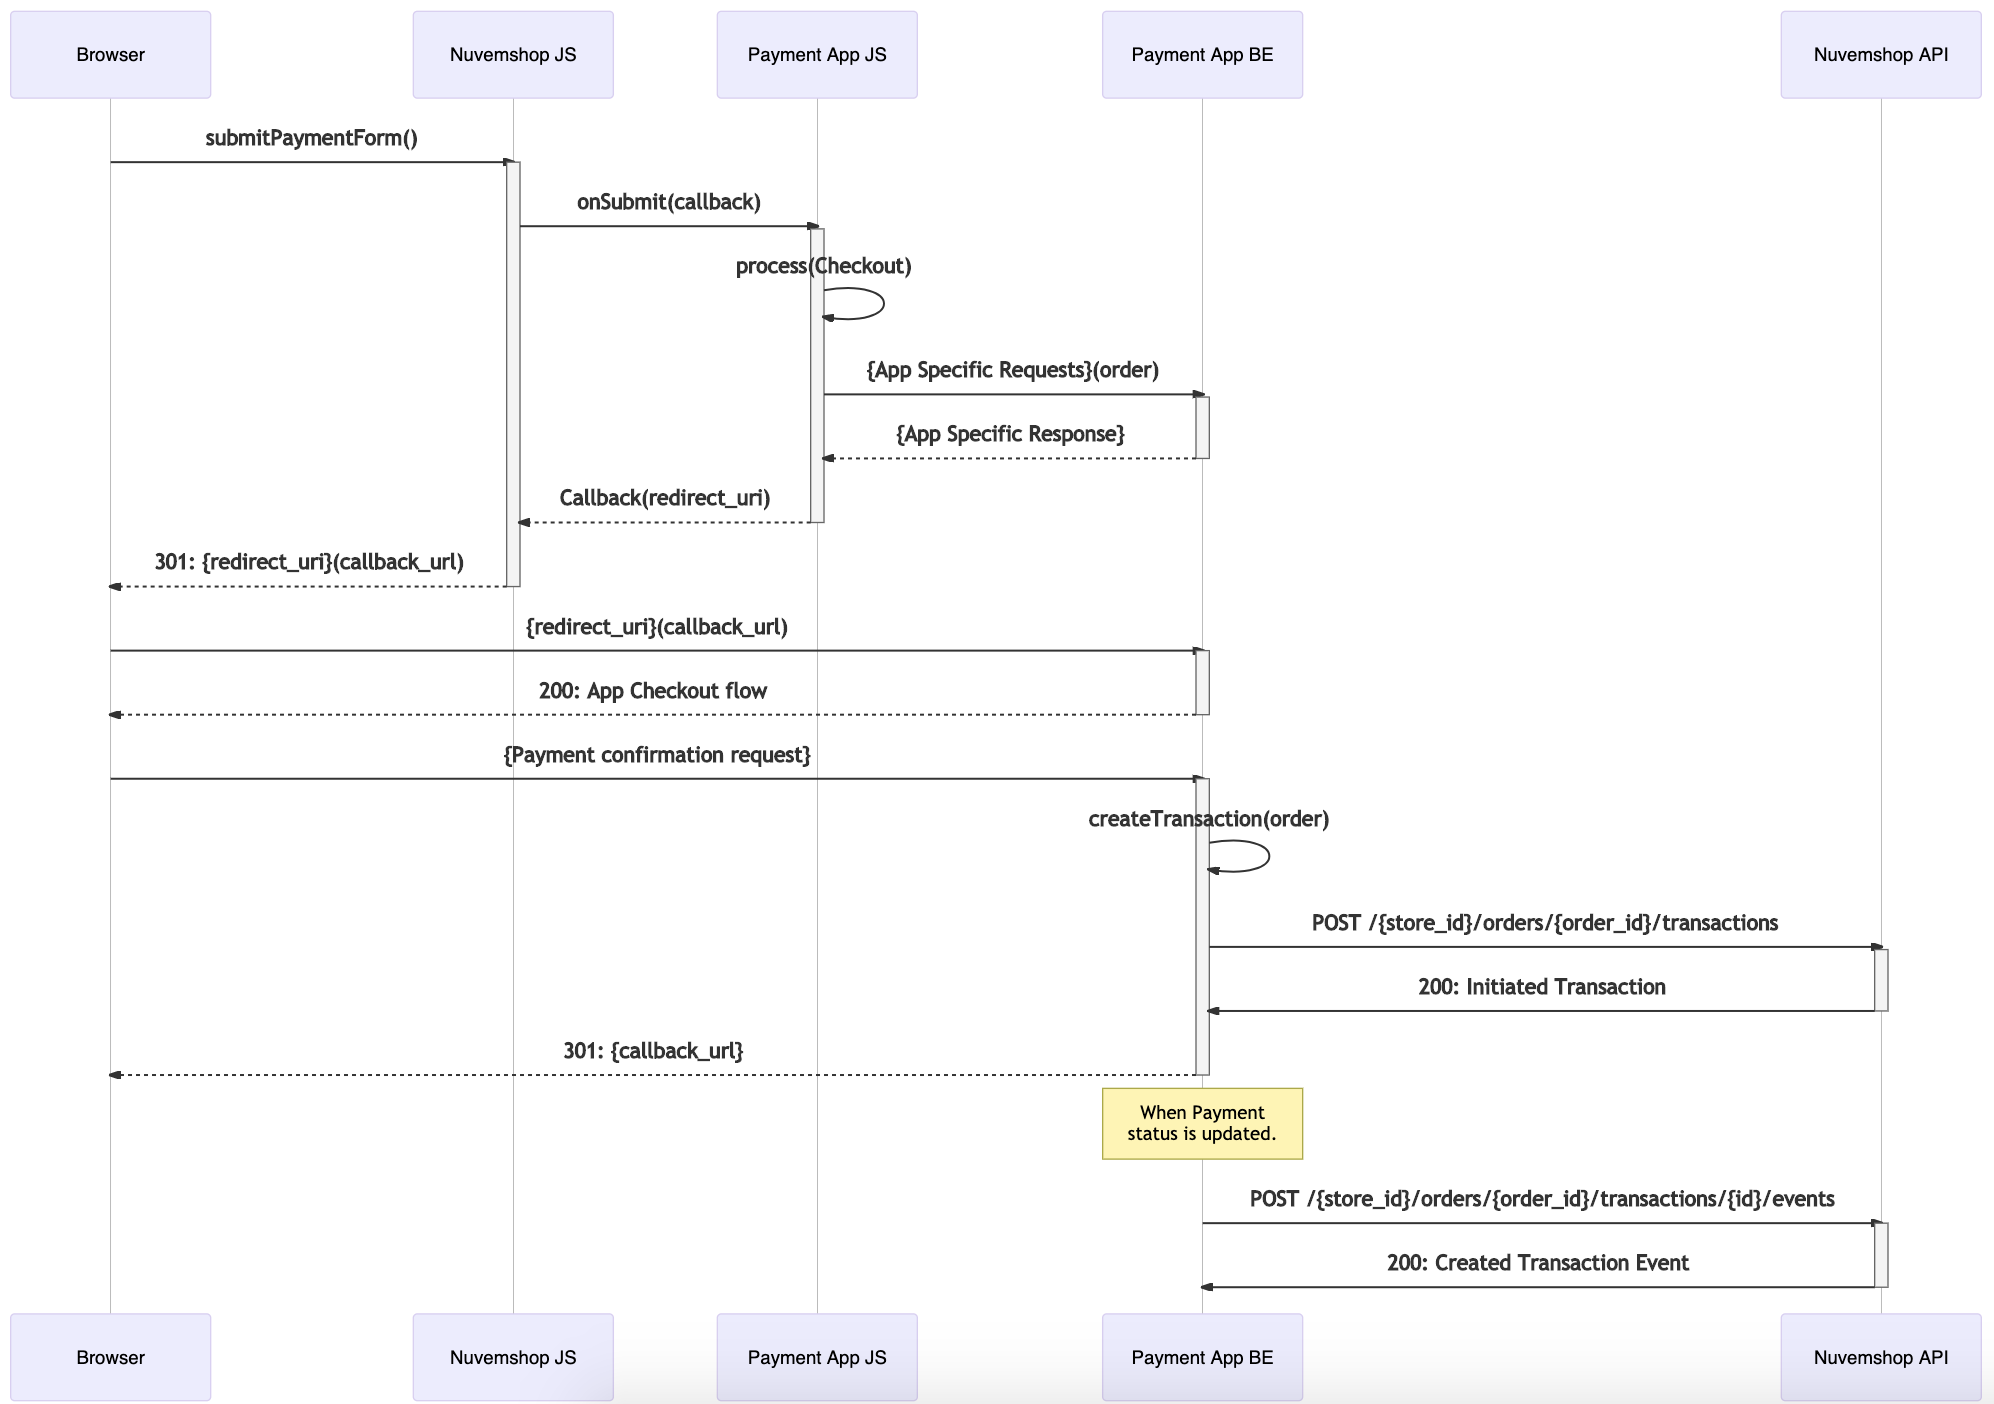 Browser
Nuvemshop JS
Payment App JS
Payment App BE
Nuvemshop API
submitPaymentForm()
onSubmit(callback)
process(Checkout)
{App Specific Requests}(order)
{App Specific Response}
Callback(redirect_uri)
301: {redirect_uri}(callback_url)
{redirect_uri}(callback_url)
200: App Checkout flow
{Payment confirmation request}
createTransaction(order)
POST /{store_id}/orders/{order_id}/transactions
200: Initiated Transaction
301: {callback_url}
When Payment
status is updated.
POST /{store_id}/orders/{order_id}/transactions/{id}/events
200: Created Transaction Event
Browser
Nuvemshop JS
Payment App JS
Payment App BE
Nuvemshop API